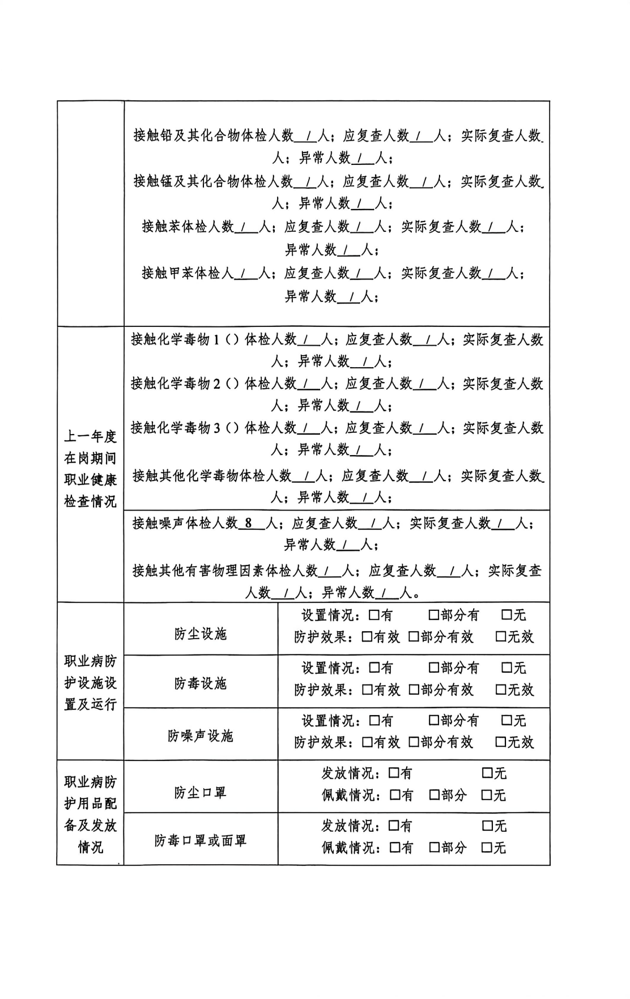 接触铅及其化合物体检人数 / 人；应复查人数 / 人；实际复查人数
人；异常人数 / 人；
接触锰及其化合物体检人数 / 人；应复查人数 / 人；实际复查人数
人；异常人数 / 人；
接触苯体检人数 / 人；应复查人数 / 人；实际复查人数 / 人；
异常人数 / 人；
接触甲苯体检人 / 人；应复查人数 / 人；实际复查人数 / 人；
异常人数 / 人；
上一年度
在岗期间
职业健康
检查情况
接触化学毒物1（）体检人数 / 人；应复查人数 / 人；实际复查人数
人；异常人数 / 人；
接触化学毒物2（）体检人数 / 人；应复查人数 / 人；实际复查人数
人；异常人数 / 人；
接触化学毒物3（）体检人数 / 人；应复查人数 / 人；实际复查人数
人；异常人数 / 人；
接触其他化学毒物体检人数 / 人；应复查人数 / 人；实际复查人数
人；异常人数 / 人；
接触噪声体检人数 8 人；应复查人数 / 人；实际复查人数 / 人；
异常人数 / 人；
接触其他有害物理因素体检人数 / 人；应复查人数 / 人；实际复查
人数 / 人；异常人数 / 人。
职业病防
护设施设
置及运行
防尘设施
设置情况：□有 □部分有 □无
防护效果：□有效 □部分有效 □无效
防毒设施
设置情况：□有 □部分有 □无
防护效果：□有效 □部分有效 □无效
防噪声设施
设置情况：□有 □部分有 □无
防护效果：□有效 □部分有效 □无效
职业病防
护用品配
备及发放
情况
防尘口罩
发放情况：□有 □无
佩戴情况：□有 □部分 □无
防毒口罩或面罩
发放情况：□有 □无
佩戴情况：□有 □部分 □无